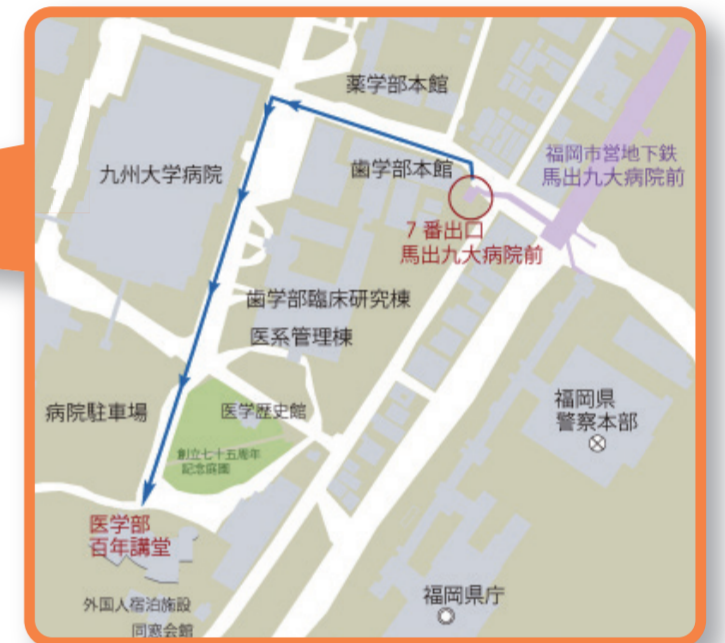 薬学部本館
九州大学病院
歯学部本館
福岡市営地下鉄
馬出九大病院前
7 番出口
馬出九大病院前
歯学部臨床研究棟
医系管理棟
病院駐車場
医学歴史館
福岡県
警察本部
創立七十五周年
記念庭園
医学部
百年講堂
外国人宿泊施設
同窓会館
福岡県庁